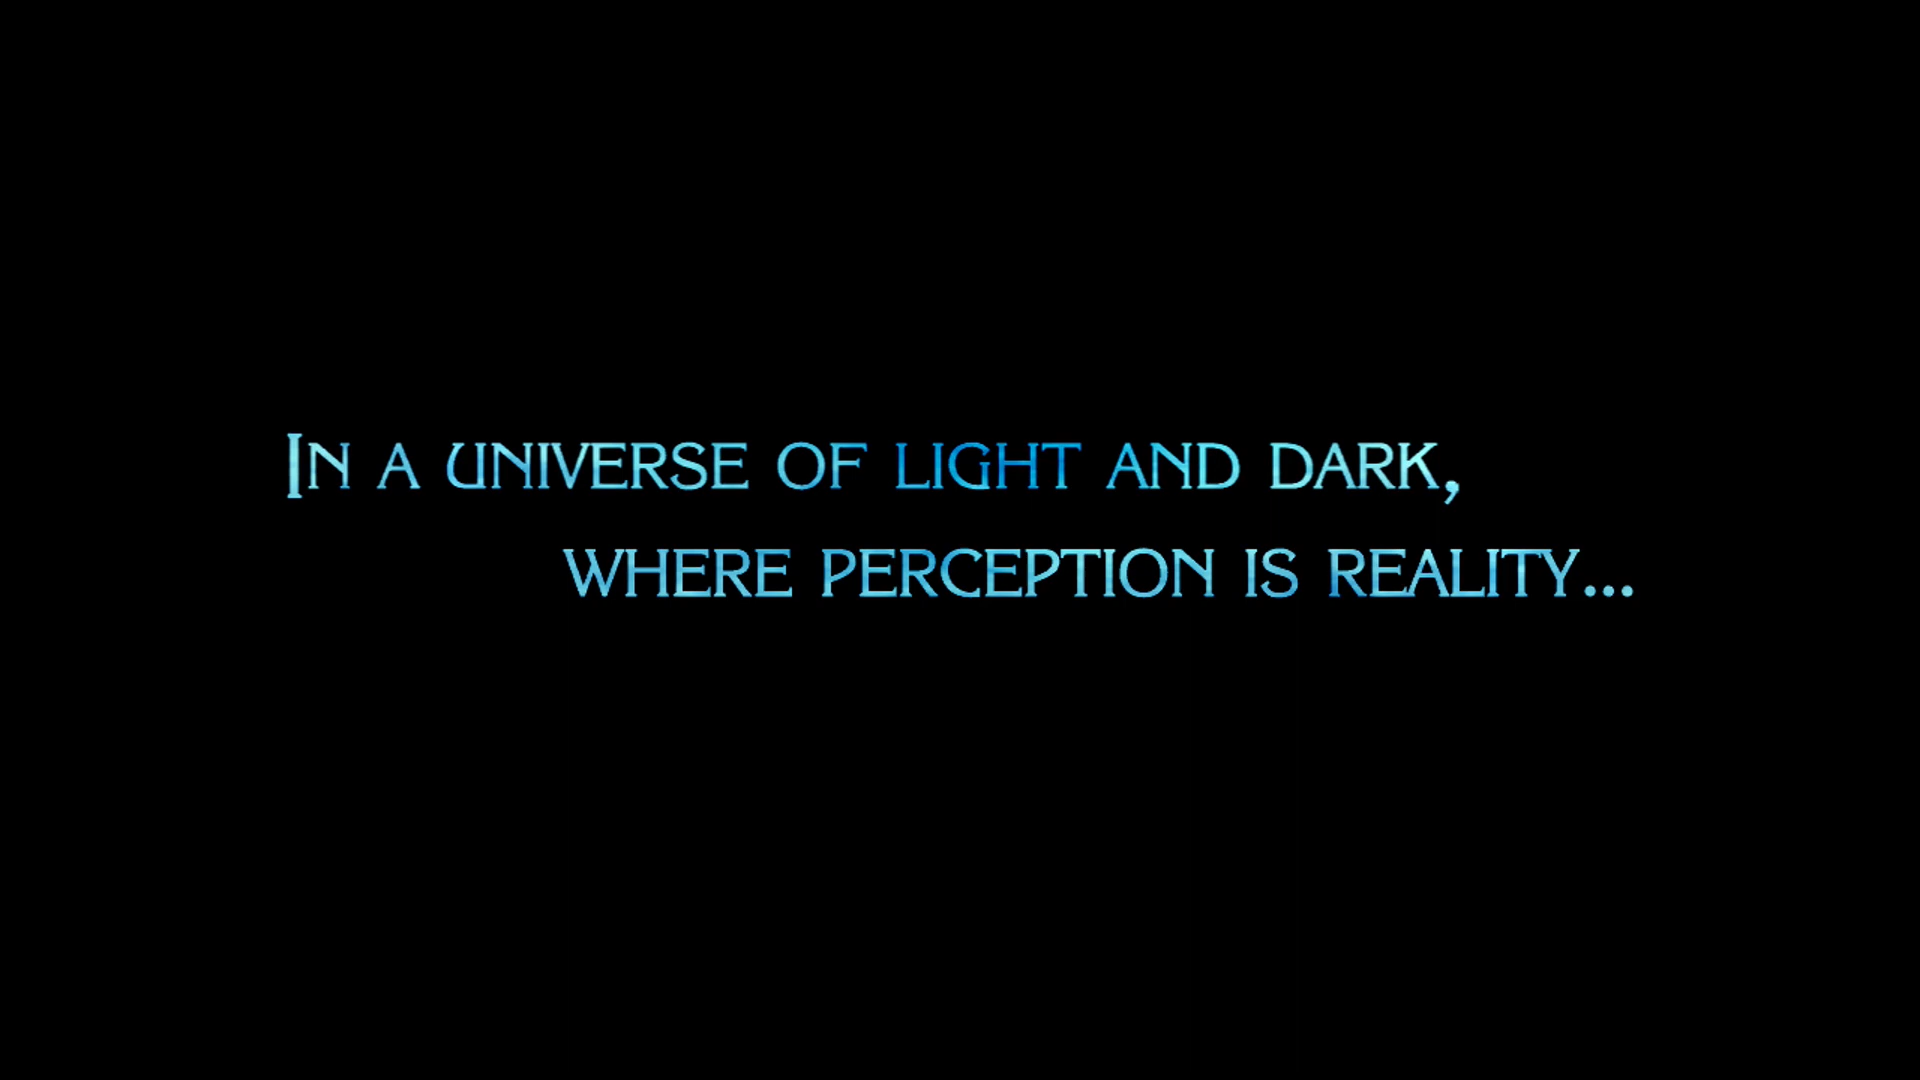 In a universe of light and dark,
where perception is reality...